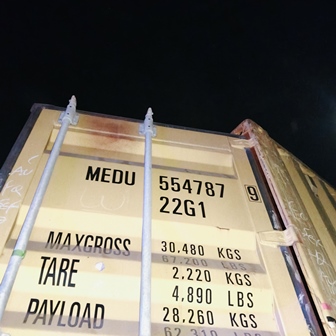 MEDU 554787 9
22G1
MAXGROSS 30.480 KGS
67,200 LBS
TARE 2,220 KGS
4,890 LBS
PAYLOAD 28,260 KGS
62,310 LBS